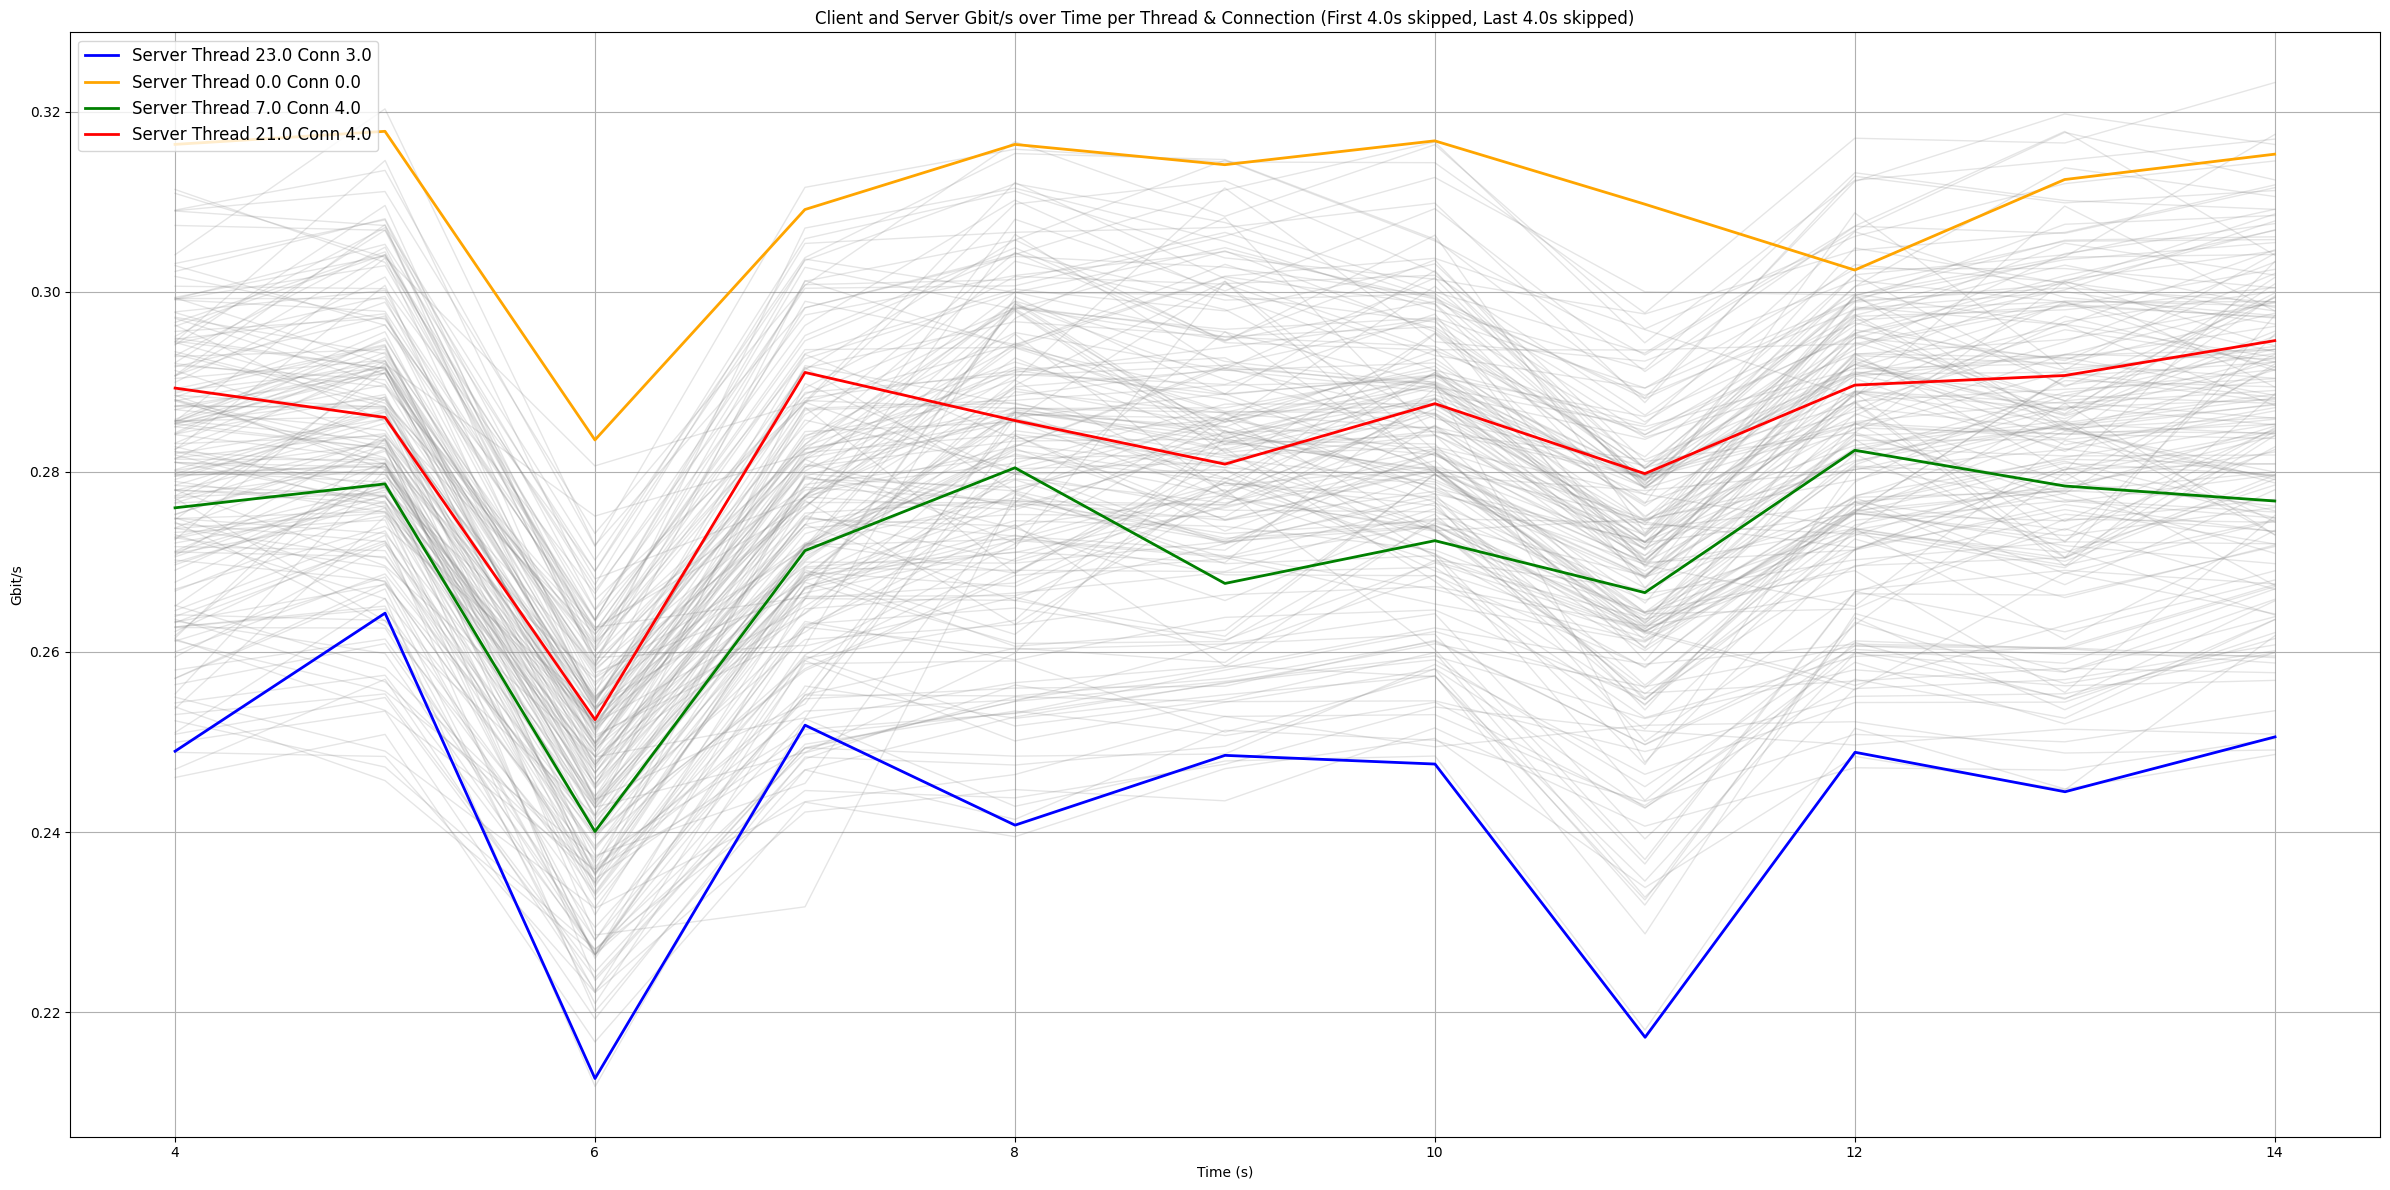 Client and Server Gbit/s over Time per Thread & Connection (First 4.0s skipped, Last 4.0s skipped)
Server Thread 23.0 Conn 3.0
Server Thread 0.0 Conn 0.0
Server Thread 7.0 Conn 4.0
Server Thread 21.0 Conn 4.0
0.32
0.30
0.28
0.26
0.24
0.22
Gbit/s
4
6
8
10
12
14
Time (s)